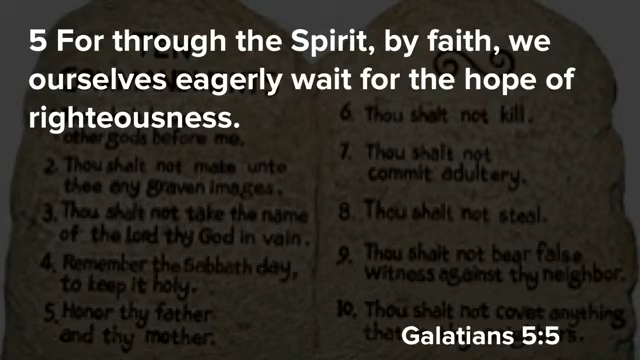 5 For through the Spirit, by faith, we
ourselves eagerly wait for the hope of
righteousness.
other gods before me.
2. Thou shalt not make unto
thee any graven images.
3. Thou shalt not take the name
of the Lord thy God in vain.
4. Remember the Sabbath day,
to keep it holy.
5. Honor thy father
and thy mother.
6. Thou shalt not kill.
7. Thou shalt not
commit adultery.
8. Thou shalt not steal.
9. Thou shalt not bear false
witness against thy neighbor.
10. Thou shalt not covet anything
Galatians 5:5